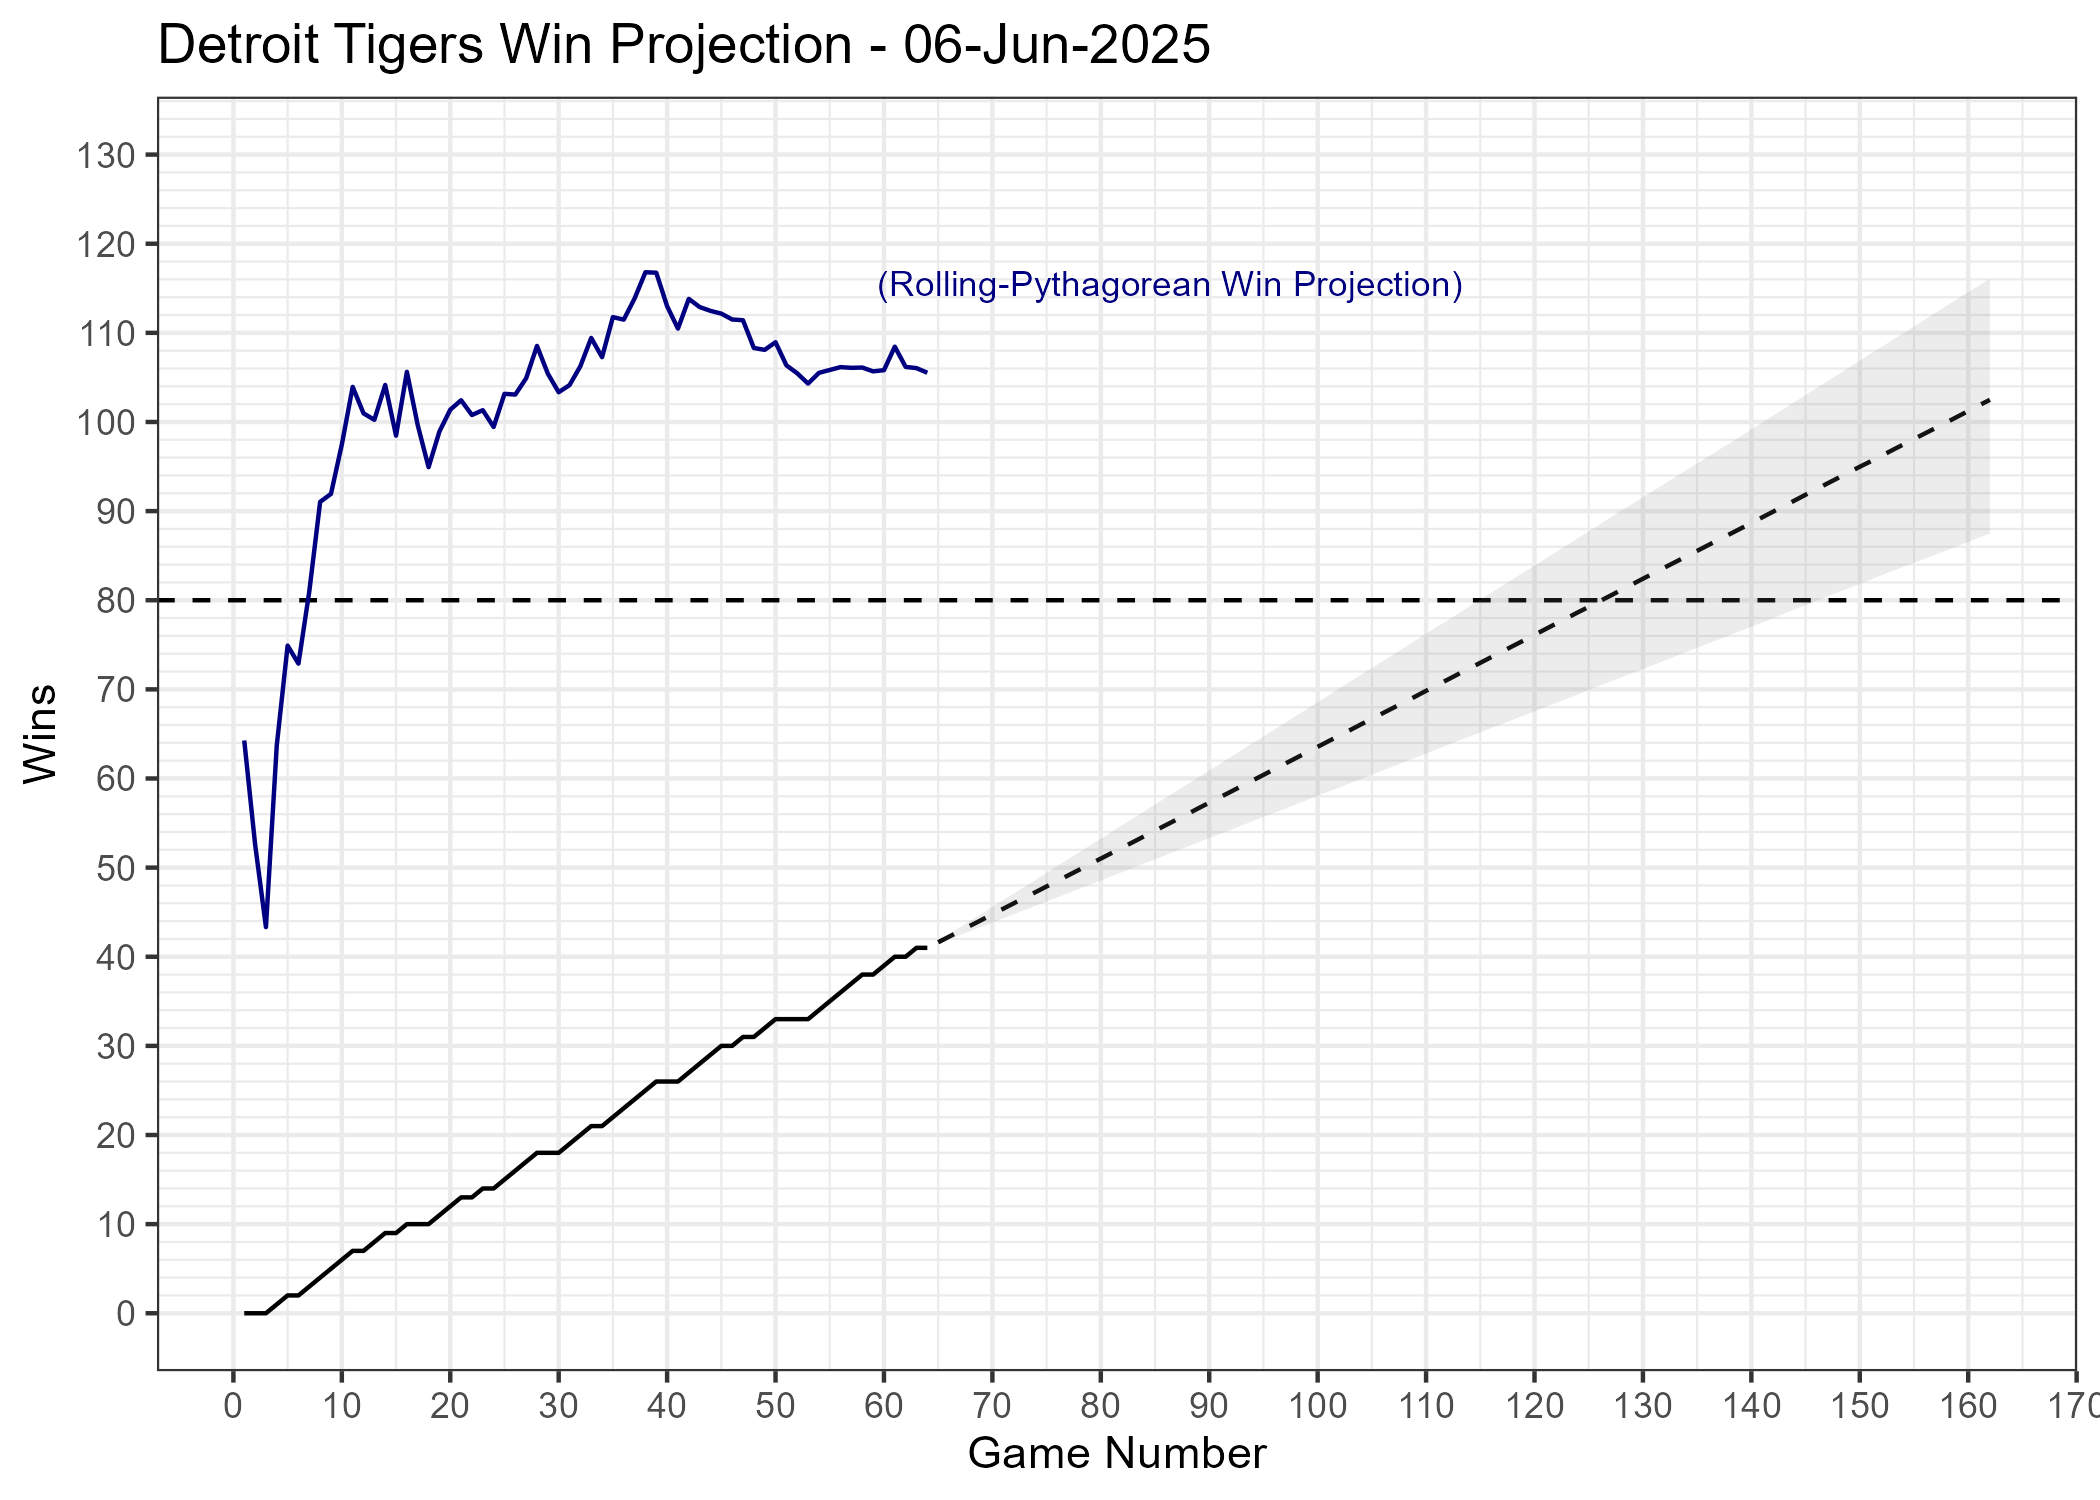 Detroit Tigers Win Projection - 06-Jun-2025
130
120
(Rolling-Pythagorean Win Projection)
110
100
90
80
70
60
50
40
30
20
10
0
Wins
0 10 20 30 40 50 60 70 80 90 100 110 120 130 140 150 160 170
Game Number